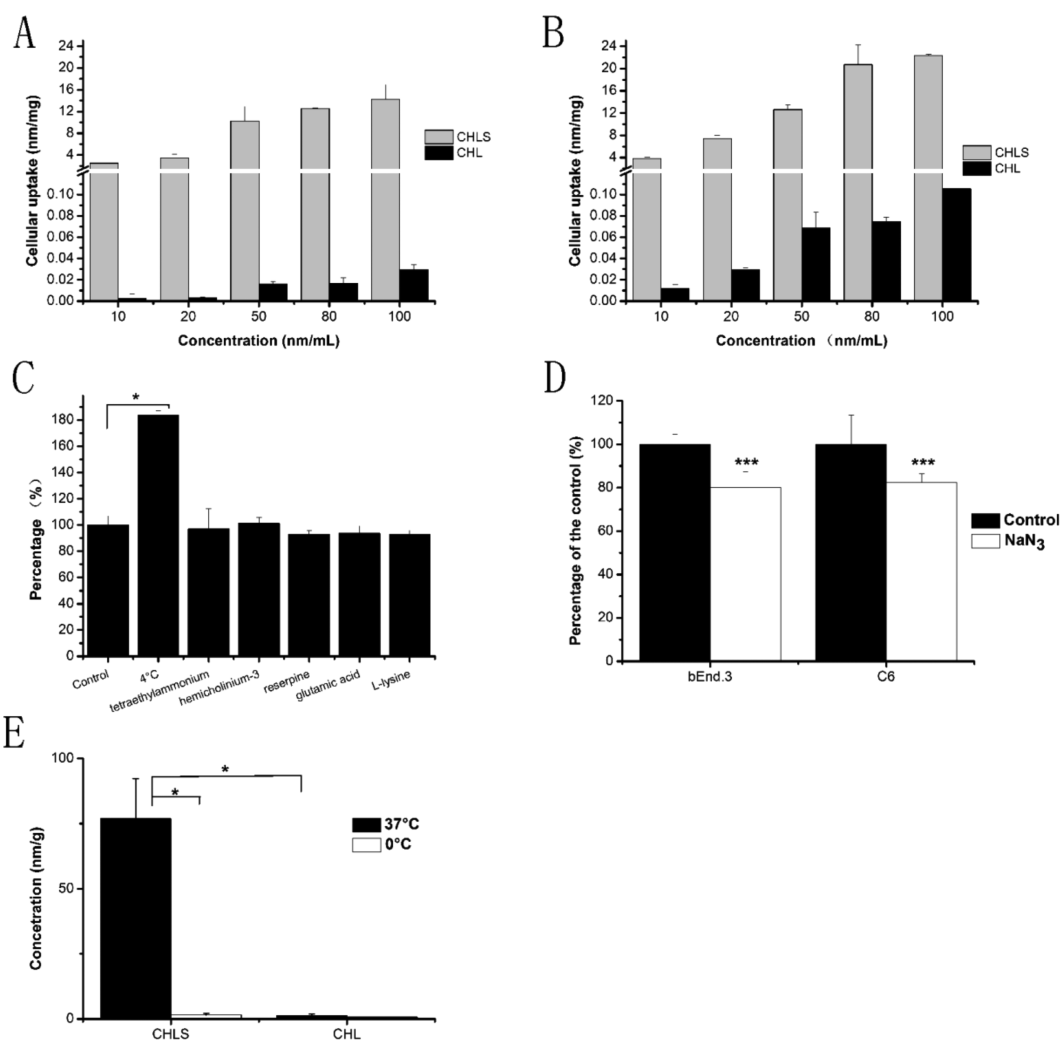 A
24
20
16
12
8
4
0.10
0.08
0.06
0.04
0.02
0.00
Cellular uptake (nm/mg)
10 20 50 80 100
Concentration (nm/mL)
CHLS
CHL
B
24
20
16
12
8
4
0.10
0.08
0.06
0.04
0.02
0.00
Cellular uptake (nm/mg)
10 20 50 80 100
Concentration （nm/mL)
CHLS
CHL
C
*
180
160
140
120
100
80
60
40
20
0
Percentage （%）
Control
4°C
tetraethylammonium
hemicholinium-3
reserpine
glutamic acid
L-lysine
D
120
100
80
60
40
20
0
Percentage of the control (%)
*** ***
bEnd.3 C6
Control
NaN3
E
100
50
0
Concetration (nm/g)
*
*
37°C
0°C
CHLS CHL